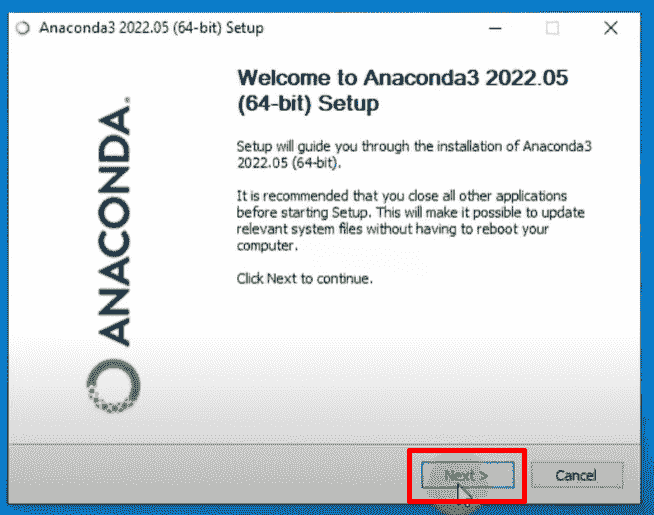 Anaconda3 2022.05 (64-bit) Setup
Welcome to Anaconda3 2022.05
(64-bit) Setup
Setup will guide you through the installation of Anaconda3
2022.05 (64-bit).
It is recommended that you close all other applications
before starting Setup. This will make it possible to update
relevant system files without having to reboot your
computer.
Click Next to continue.
ANACONDA.
Next >
Cancel